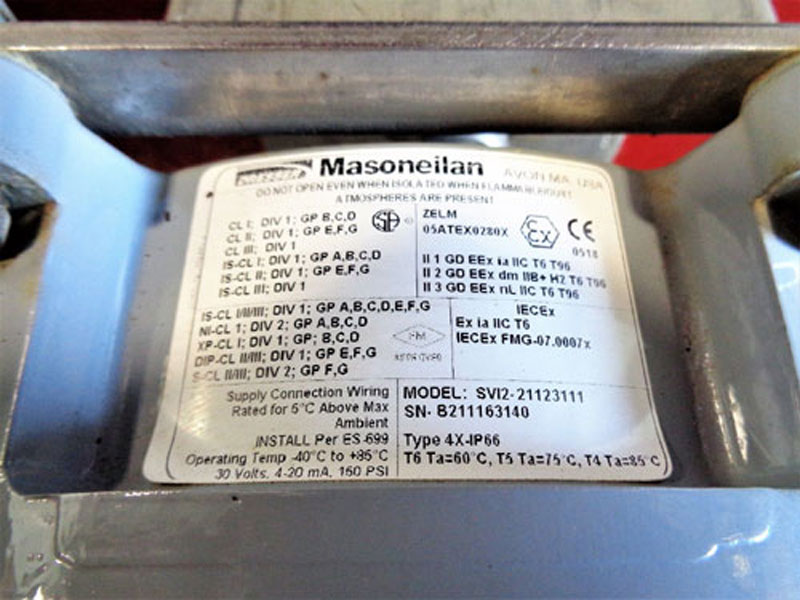 Masoneilan AVON MA, USA
DO NOT OPEN EVEN WHEN ISOLATED WHEN FLAMMABLE DUST
ATMOSPHERES ARE PRESENT
CL I; DIV 1; GP B,C,D
CL II; DIV 1; GP E,F,G
CL III; DIV 1
IS-CL I; DIV 1; GP A,B,C,D
IS-CL II; DIV 1; GP E,F,G
IS-CL III; DIV 1
ZELM
05ATEX0280X
Ex
CE
0518
II 1 GD EEx ia IIC T6 T96
II 2 GD EEx dm IIB+ H2 T6 T96
II 3 GD EEx nL IIC T6 T96
IS-CL I/II/III; DIV 1; GP A,B,C,D,E,F,G
NI-CL 1; DIV 2; GP A,B,C,D
XP-CL I; DIV 1; GP; B,C,D
DIP-CL II/III; DIV 1; GP E,F,G
S-CL II/III; DIV 2; GP F,G
FM
APPROVED
IECEx
Ex ia IIC T6
IECEx FMG-07.0007x
Supply Connection Wiring
Rated for 5°C Above Max
Ambient
INSTALL Per ES-699
Operating Temp -40°C to +85°C
30 Volts, 4-20 mA, 150 PSI
MODEL: SVI2-21123111
SN- B211163140
Type 4X-IP66
T6 Ta=60°C, T5 Ta=75°C, T4 Ta=85°C